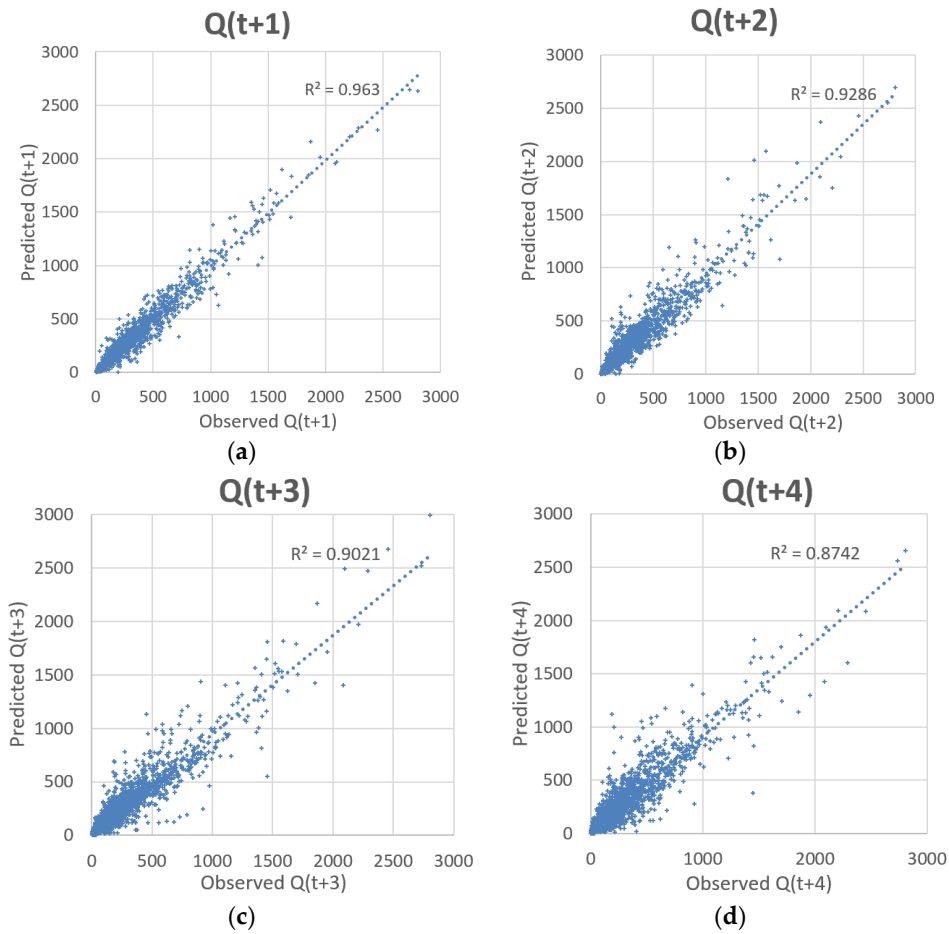 Q(t+1)
3000
2500
2000
1500
1000
500
0
0 500 1000 1500 2000 2500 3000
R² = 0.963
Predicted Q(t+1)
Observed Q(t+1)
(a)
Q(t+2)
3000
2500
2000
1500
1000
500
0
0 500 1000 1500 2000 2500 3000
R² = 0.9286
Predicted Q(t+2)
Observed Q(t+2)
(b)
Q(t+3)
3000
2500
2000
1500
1000
500
0
0 500 1000 1500 2000 2500 3000
R² = 0.9021
Predicted Q(t+3)
Observed Q(t+3)
(c)
Q(t+4)
3000
2500
2000
1500
1000
500
0
0 1000 2000 3000
R² = 0.8742
Predicted Q(t+4)
Observed Q(t+4)
(d)